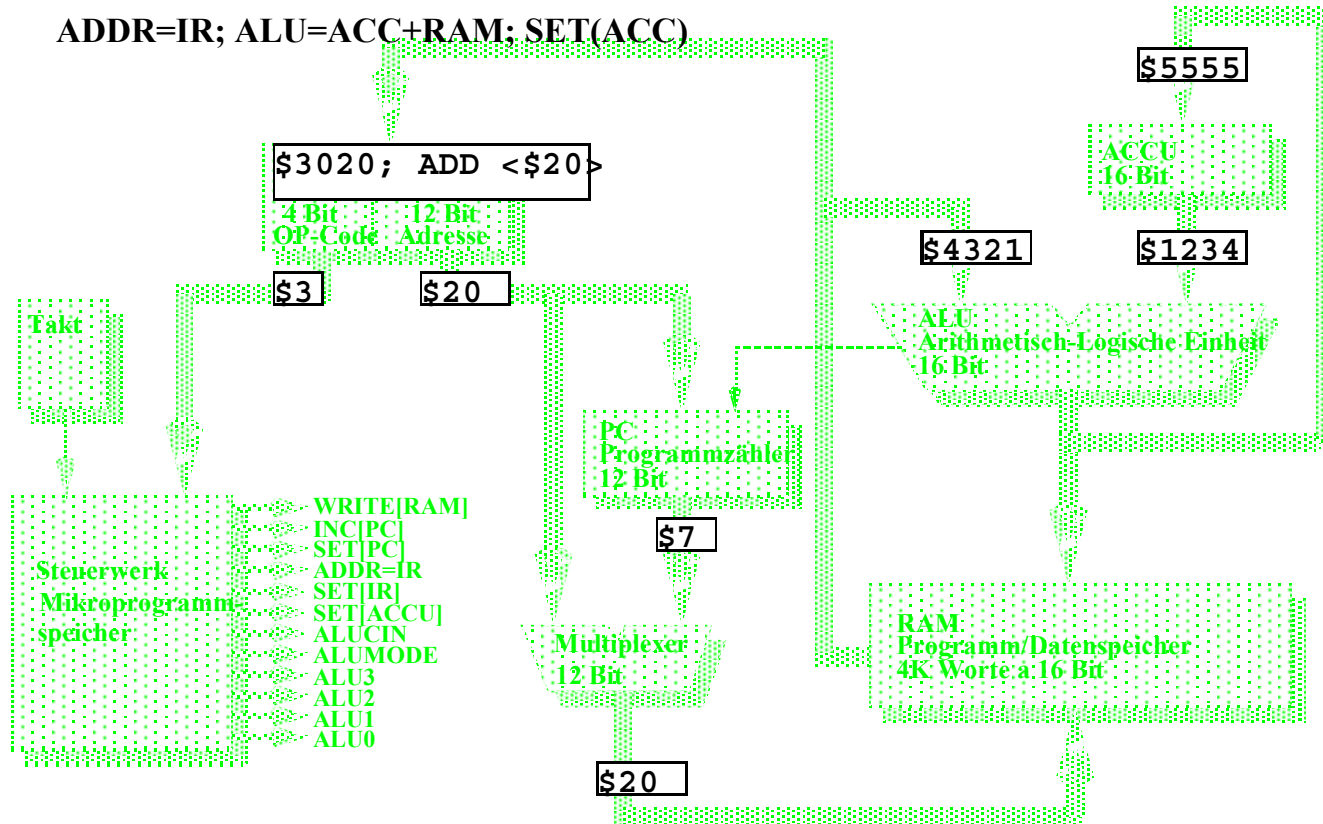 ADDR=IR; ALU=ACC+RAM; SET(ACC)
$5555
$3020; ADD <$20>
ACCU
16 Bit
4 Bit
OP-Code
12 Bit
Adresse
$4321
$1234
$3
$20
Takt
ALU
Arithmetisch-Logische Einheit
16 Bit
PC
Programmzähler
12 Bit
$7
Steuerwerk
Mikroprogramm-
speicher
WRITE[RAM]
INC[PC]
SET[PC]
ADDR=IR
SET[IR]
SET[ACCU]
ALUCIN
ALUMODE
ALU3
ALU2
ALU1
ALU0
Multiplexer
12 Bit
RAM
Programm/Datenspeicher
4K Worte a 16 Bit
$20